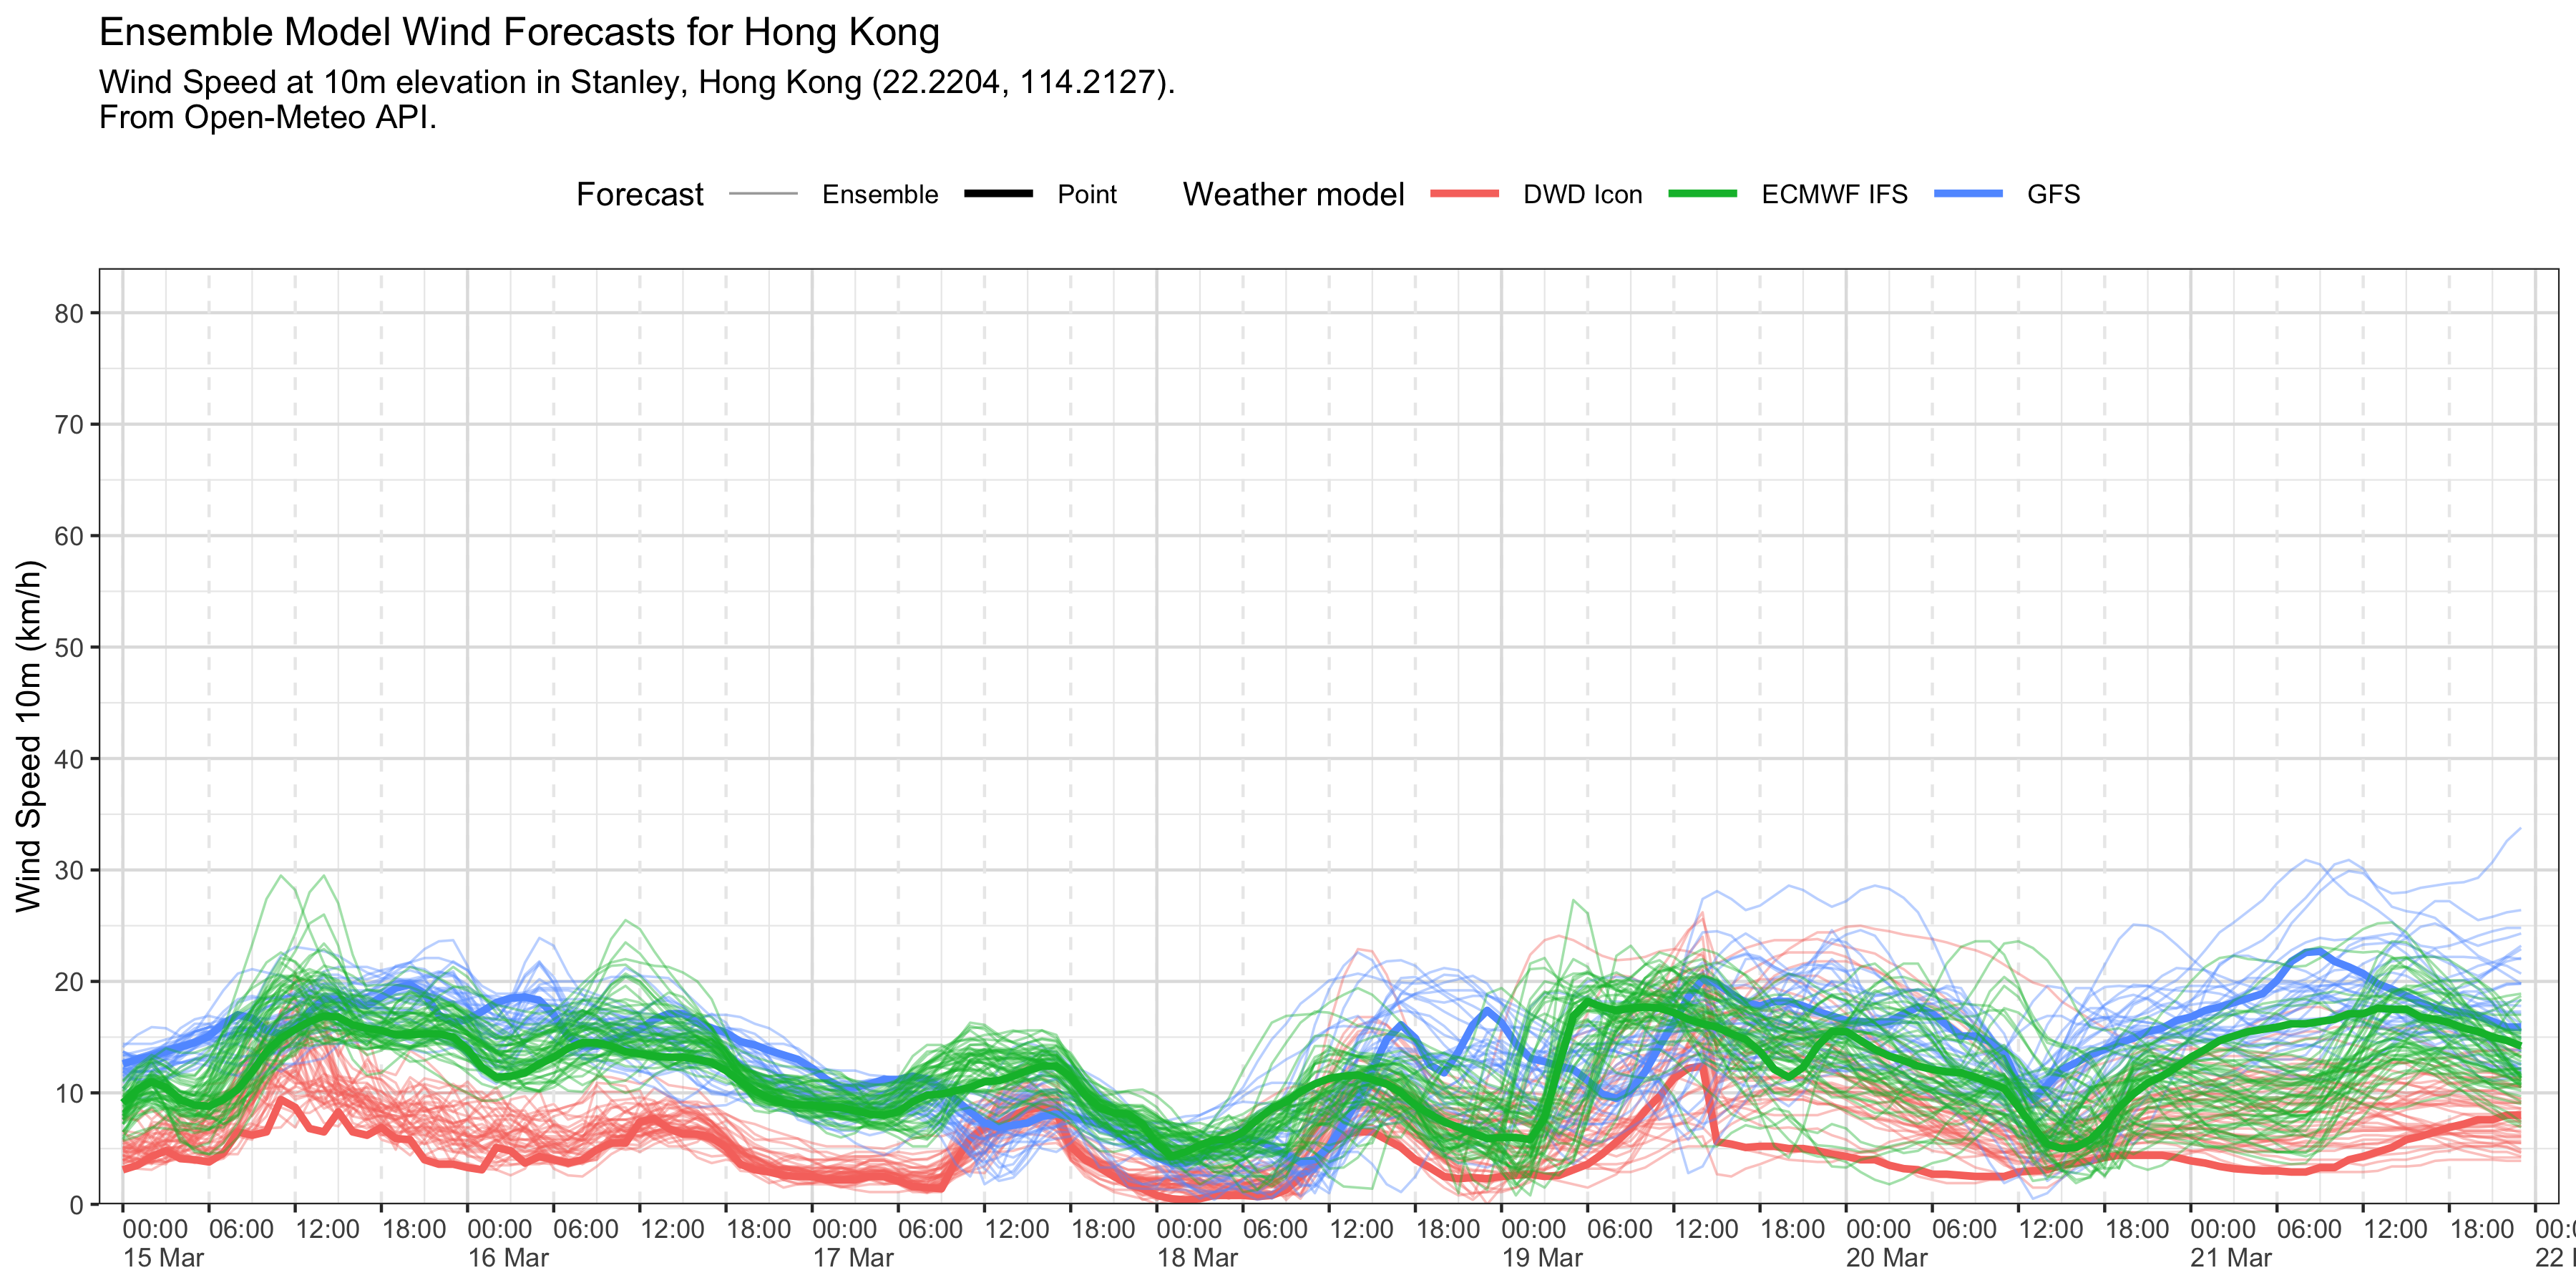 Ensemble Model Wind Forecasts for Hong Kong
Wind Speed at 10m elevation in Stanley, Hong Kong (22.2204, 114.2127).
From Open-Meteo API.
Forecast Ensemble Point Weather model DWD Icon ECMWF IFS GFS
Wind Speed 10m (km/h)
80
70
60
50
40
30
20
10
0
00:00 06:00 12:00 18:00 00:00 06:00 12:00 18:00 00:00 06:00 12:00 18:00 00:00 06:00 12:00 18:00 00:00 06:00 12:00 18:00 00:00 06:00 12:00 18:00 00:00 06:00 12:00 18:00 00:0
15 Mar 16 Mar 17 Mar 18 Mar 19 Mar 20 Mar 21 Mar 22